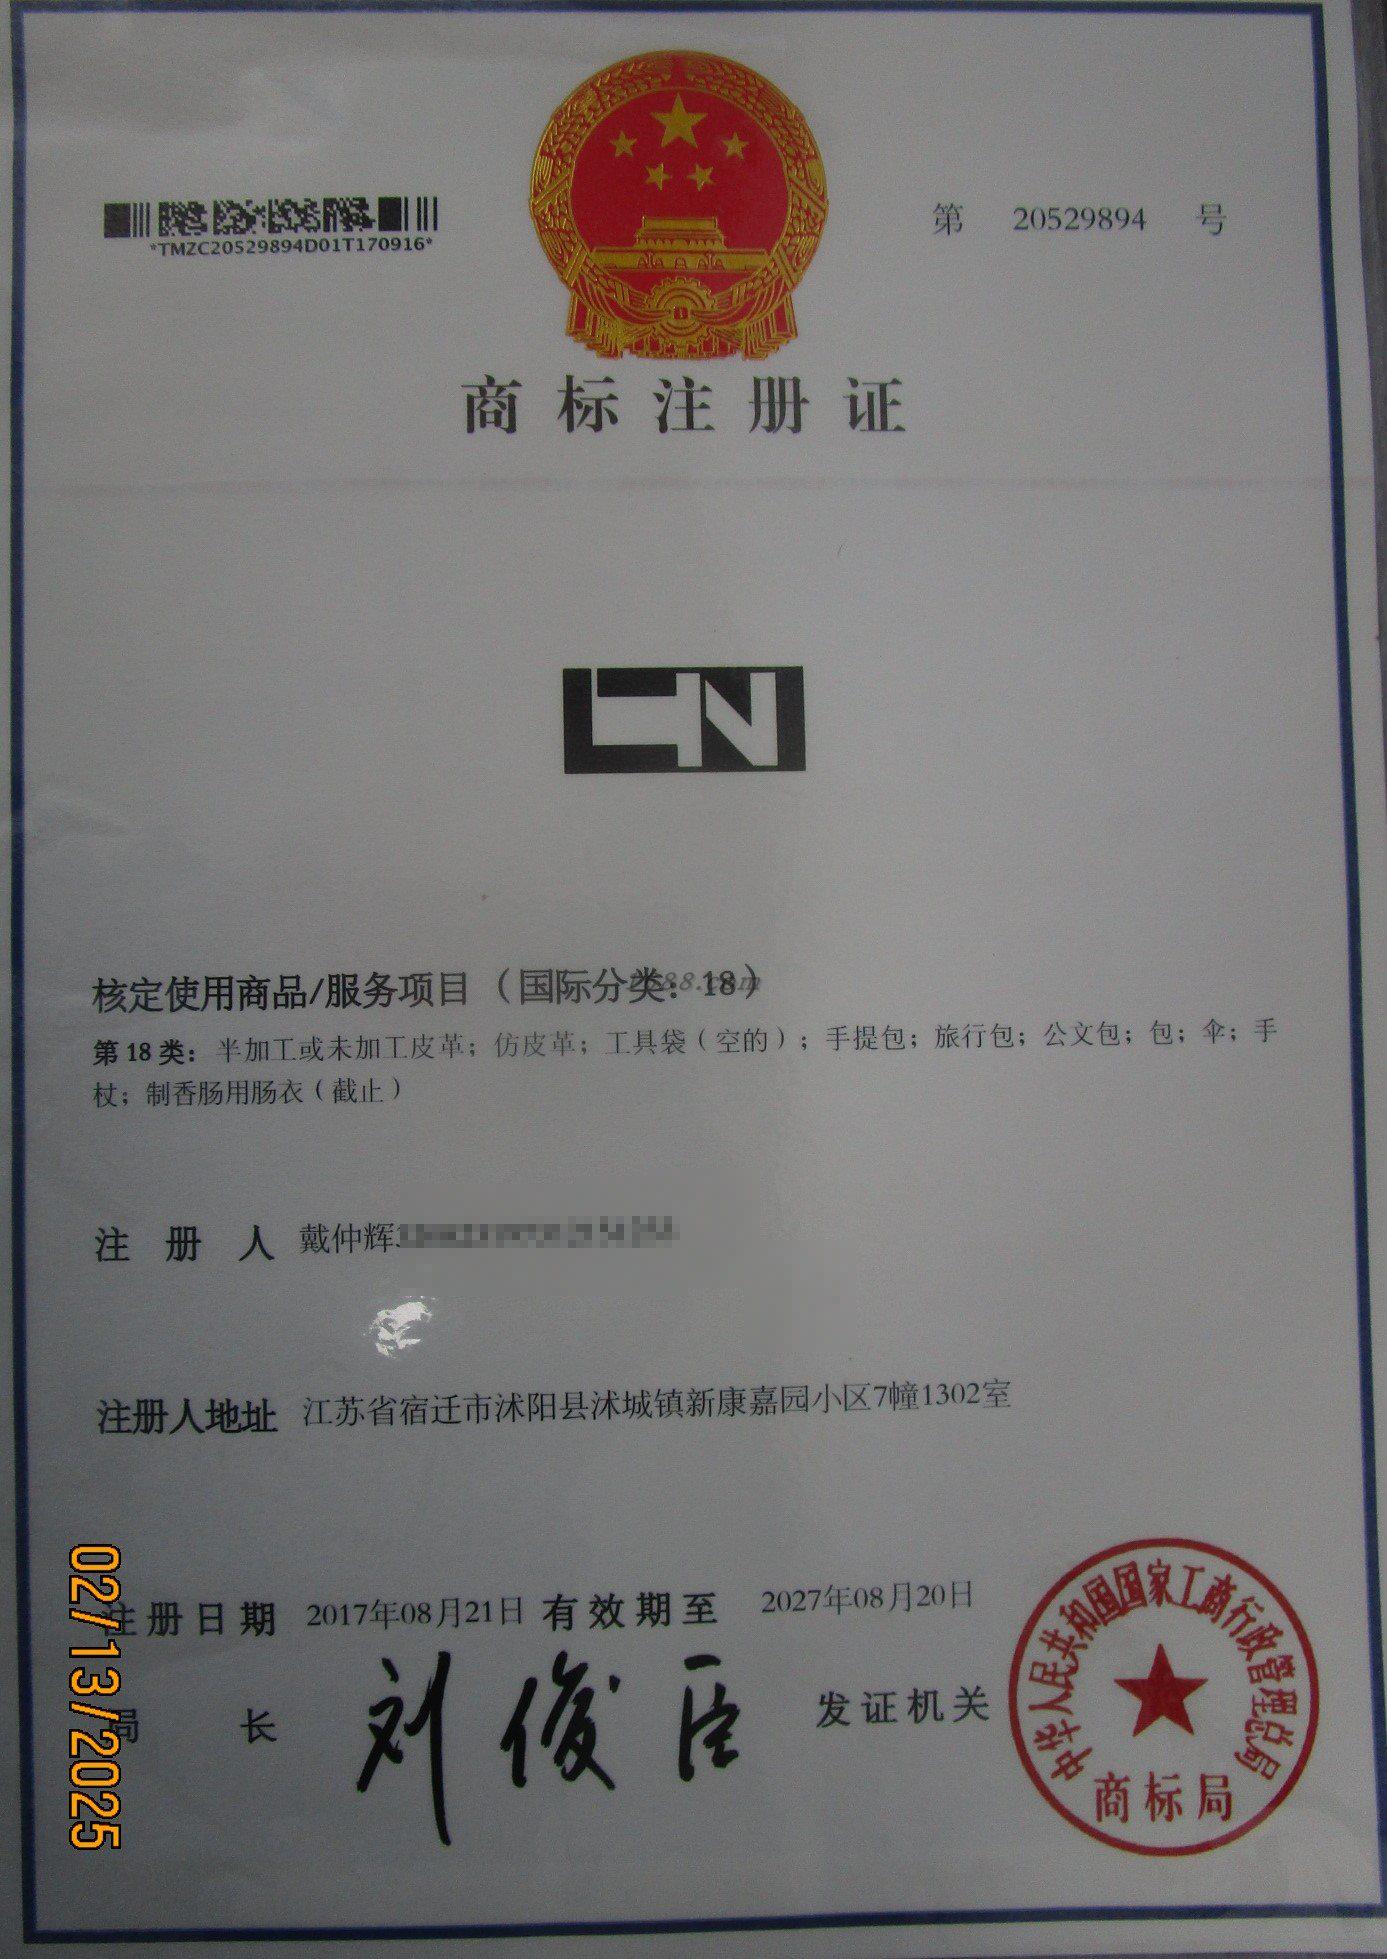 *TMZC20529894D01T170916*
第 20529894 号
商标注册证
核定使用商品/服务项目（国际分类：18）
第 18 类：半加工或未加工皮革；仿皮革；工具袋（空的）；手提包；旅行包；公文包；包；伞；手
杖；制香肠用肠衣（截止）
注册人 戴仲辉
注册人地址 江苏省宿迁市沭阳县沭城镇新康嘉园小区7幢1302室
注册日期 2017年08月21日 有效期至 2027年08月20日
局长 刘俊臣 发证机关
中华人民共和国国家工商行政管理总局
商标局
02/13/2025